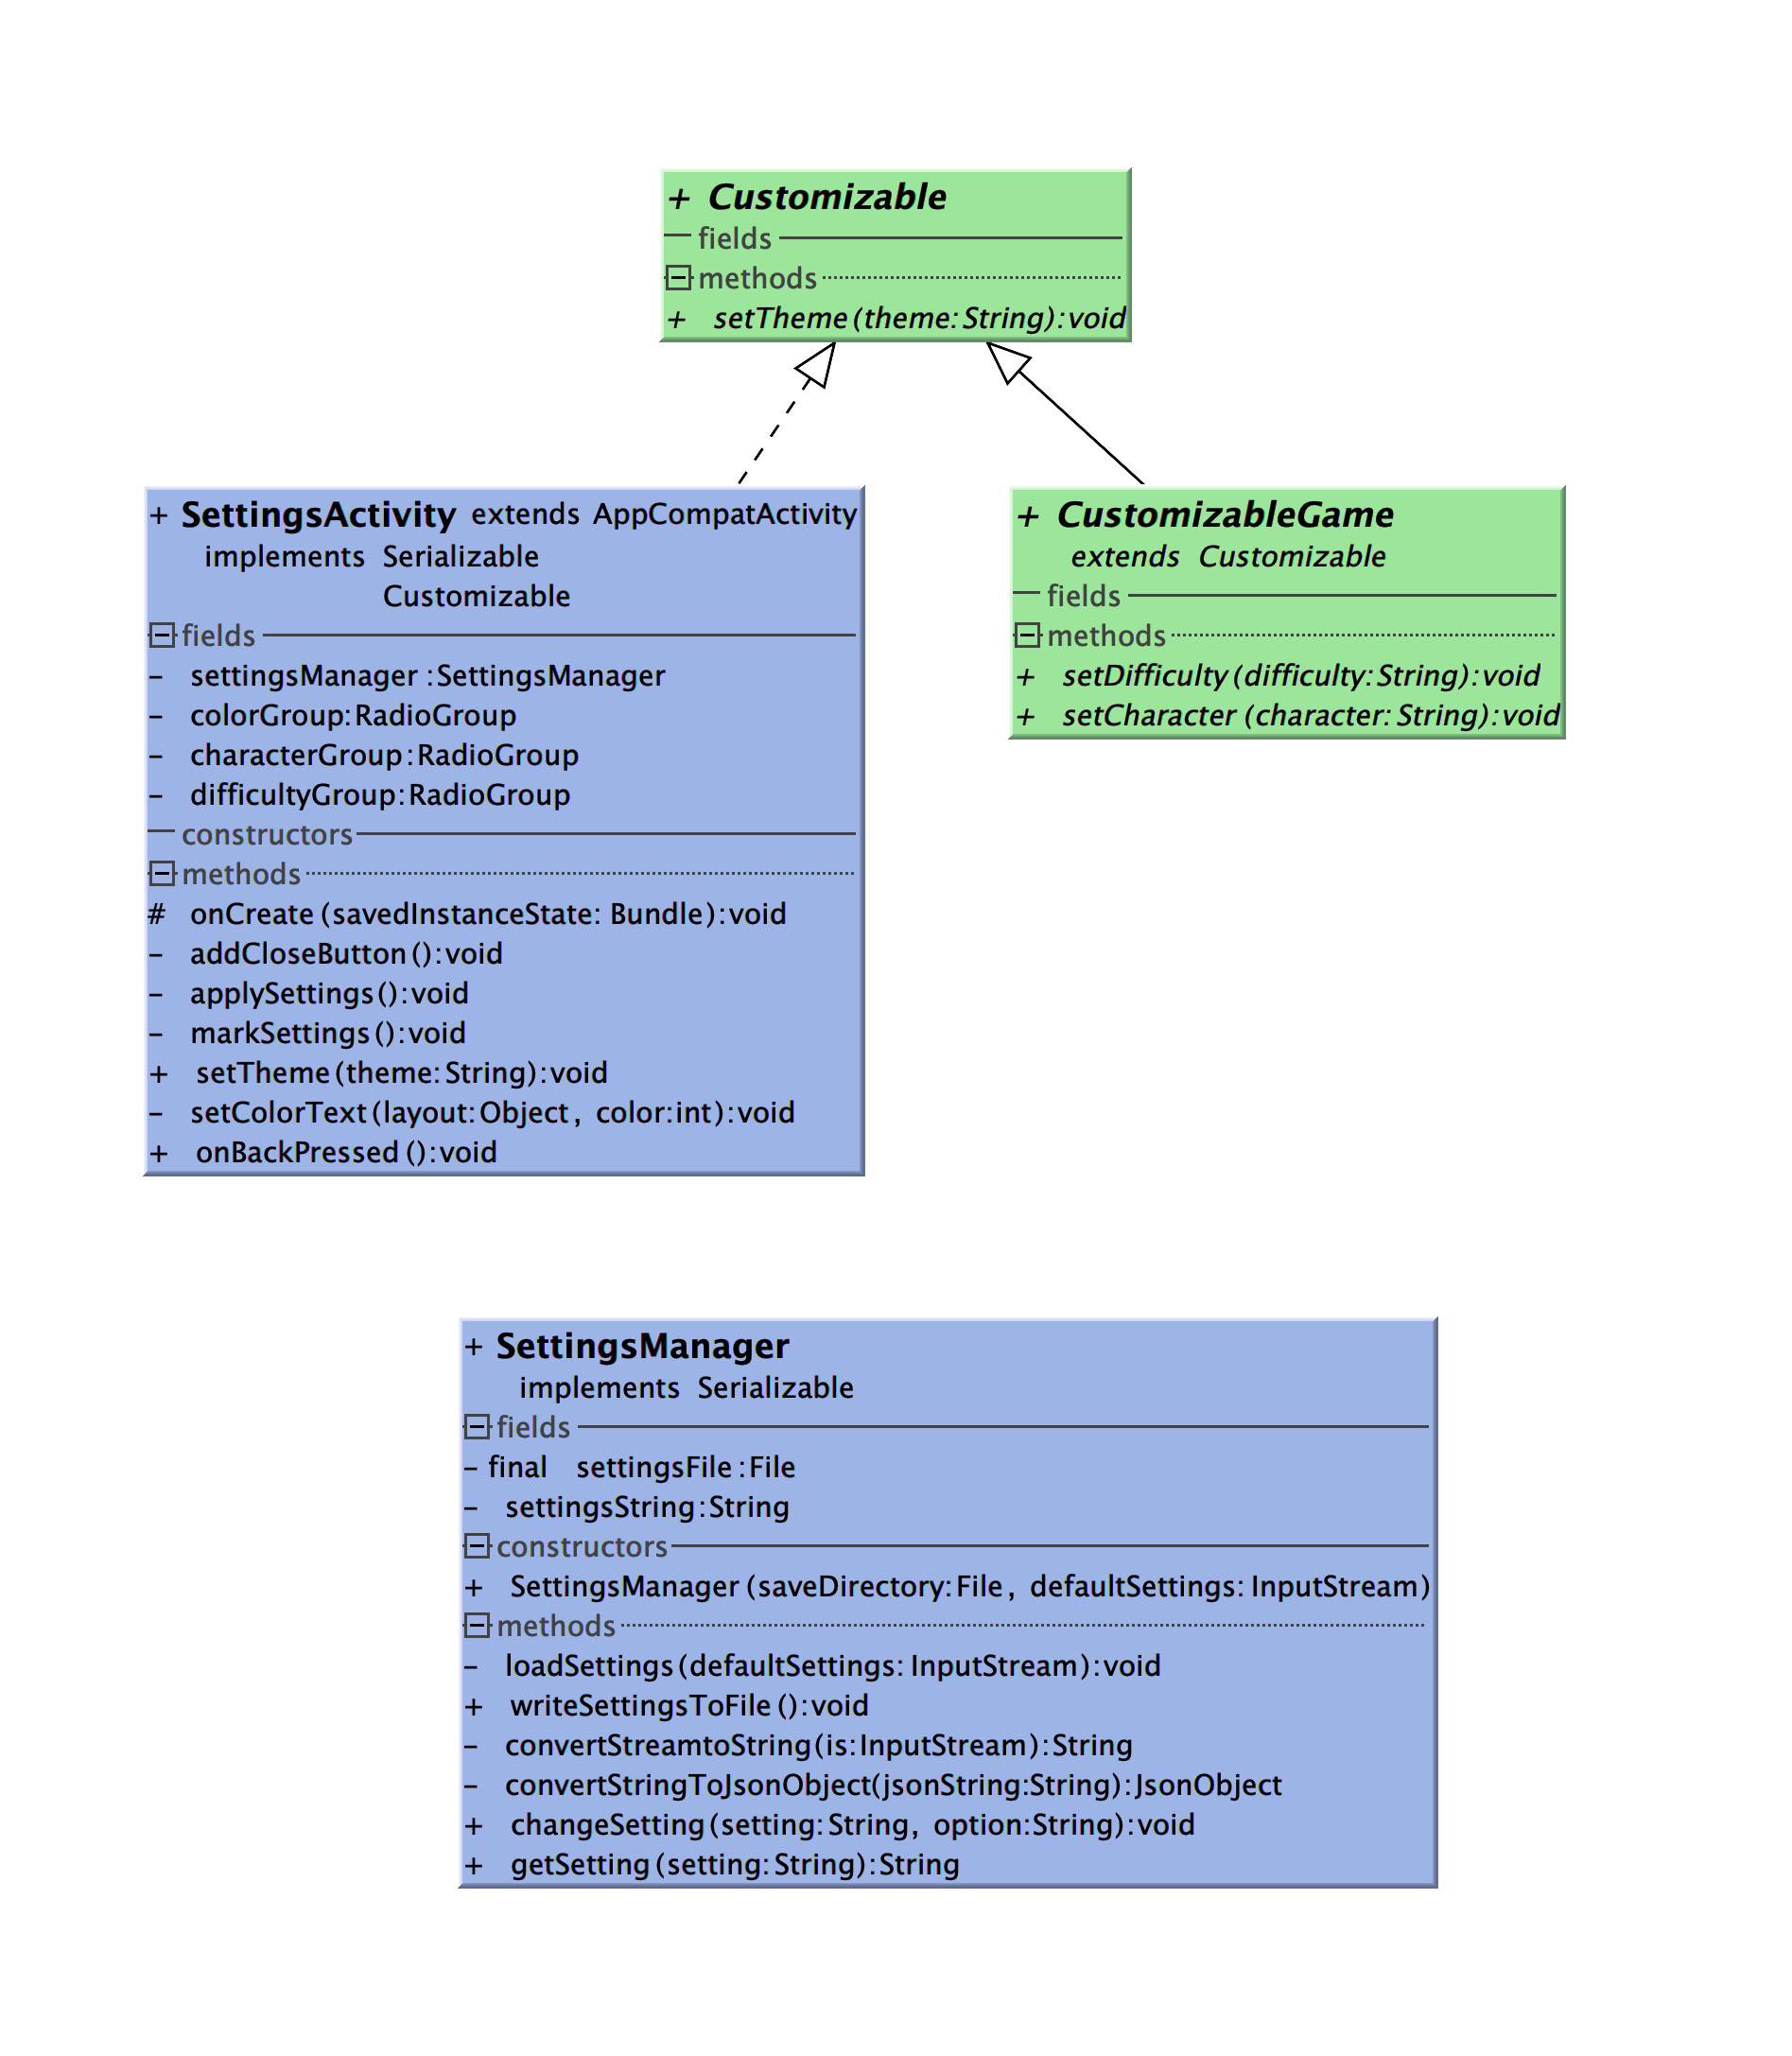 + Customizable
fields
methods
+ setTheme(theme:String):void
+ SettingsActivity extends AppCompatActivity
implements Serializable
Customizable
fields
- settingsManager:SettingsManager
- colorGroup:RadioGroup
- characterGroup:RadioGroup
- difficultyGroup:RadioGroup
constructors
methods
# onCreate(savedInstanceState: Bundle):void
- addCloseButton():void
- applySettings():void
- markSettings():void
+ setTheme(theme:String):void
- setColorText(layout:Object, color:int):void
+ onBackPressed():void
+ CustomizableGame
extends Customizable
fields
methods
+ setDifficulty(difficulty:String):void
+ setCharacter(character:String):void
+ SettingsManager
implements Serializable
fields
- final settingsFile:File
- settingsString:String
constructors
+ SettingsManager(saveDirectory:File, defaultSettings:InputStream)
methods
- loadSettings(defaultSettings:InputStream):void
+ writeSettingsToFile():void
- convertStreamtoString(is:InputStream):String
- convertStringToJsonObject(jsonString:String):JsonObject
+ changeSetting(setting:String, option:String):void
+ getSetting(setting:String):String